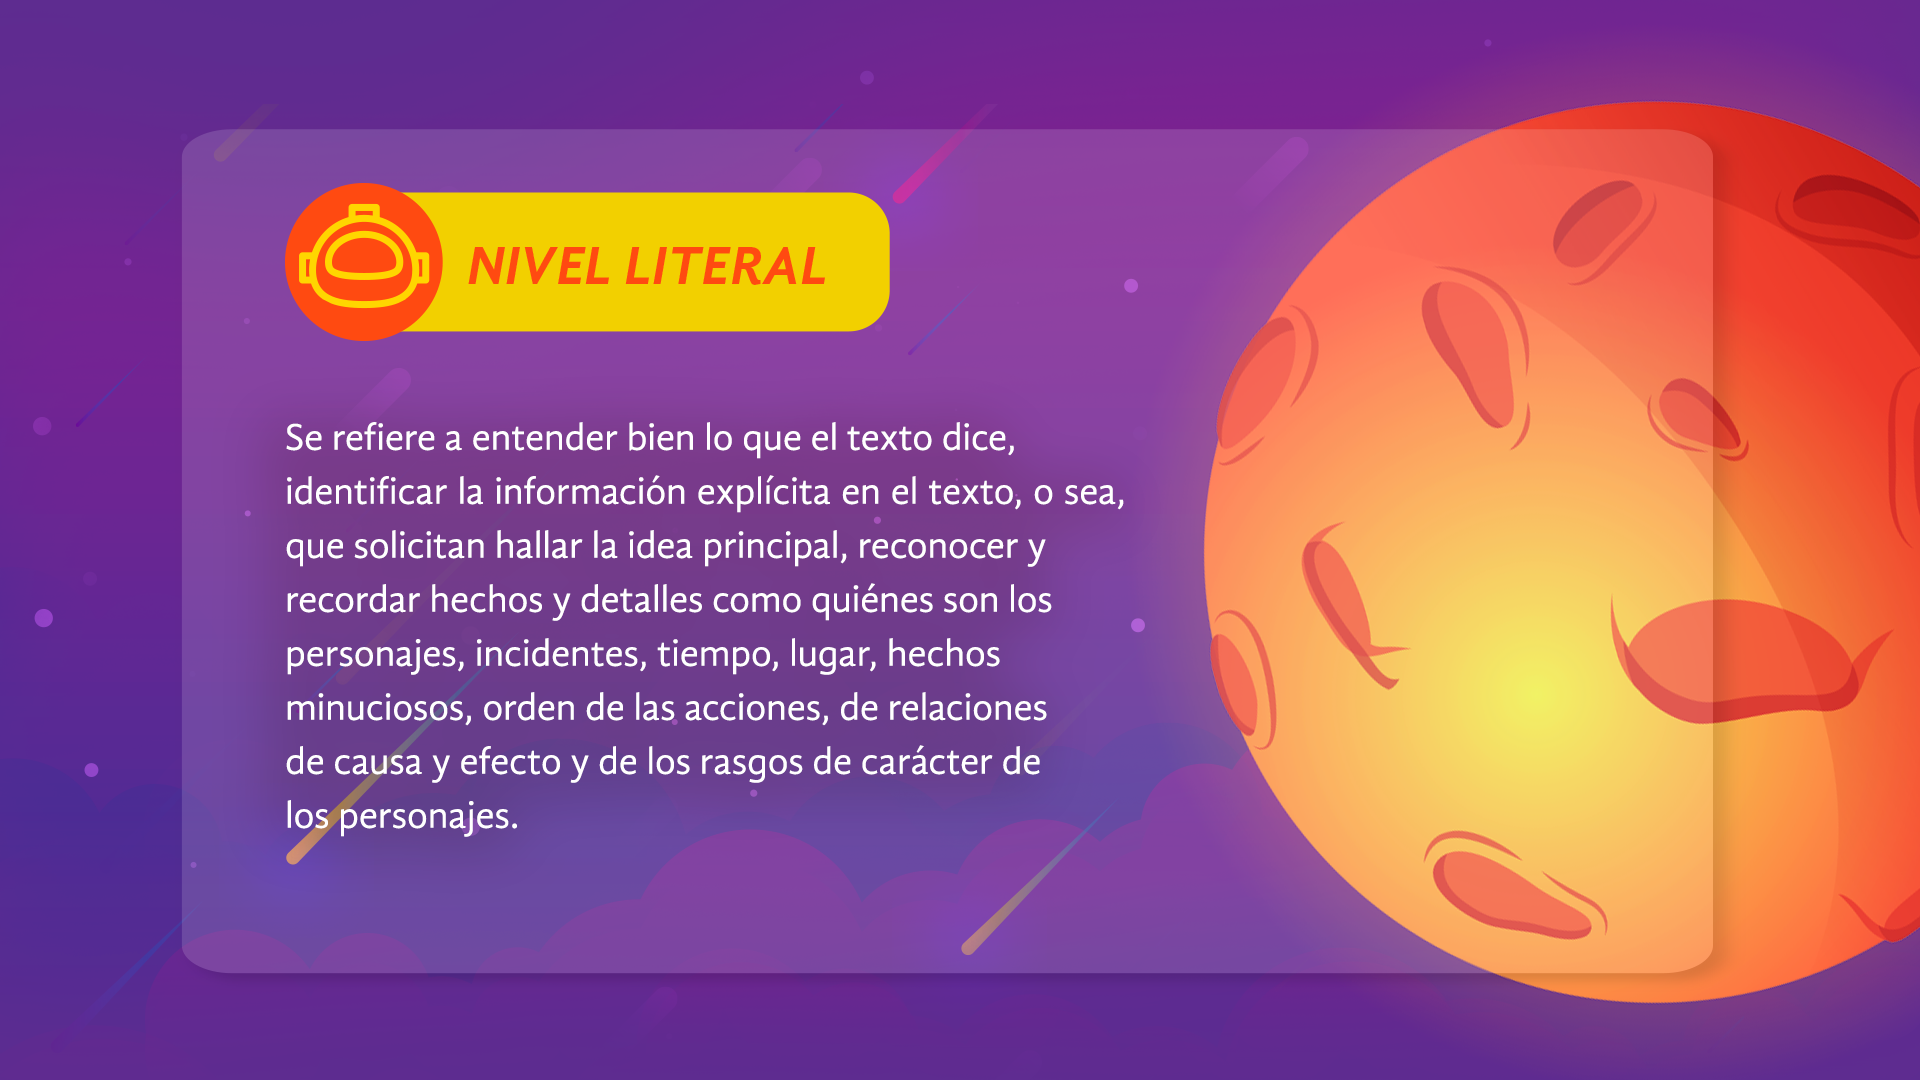 NIVEL LITERAL
Se refiere a entender bien lo que el texto dice,
identificar la información explícita en el texto, o sea,
que solicitan hallar la idea principal, reconocer y
recordar hechos y detalles como quiénes son los
personajes, incidentes, tiempo, lugar, hechos
minuciosos, orden de las acciones, de relaciones
de causa y efecto y de los rasgos de carácter de
los personajes.